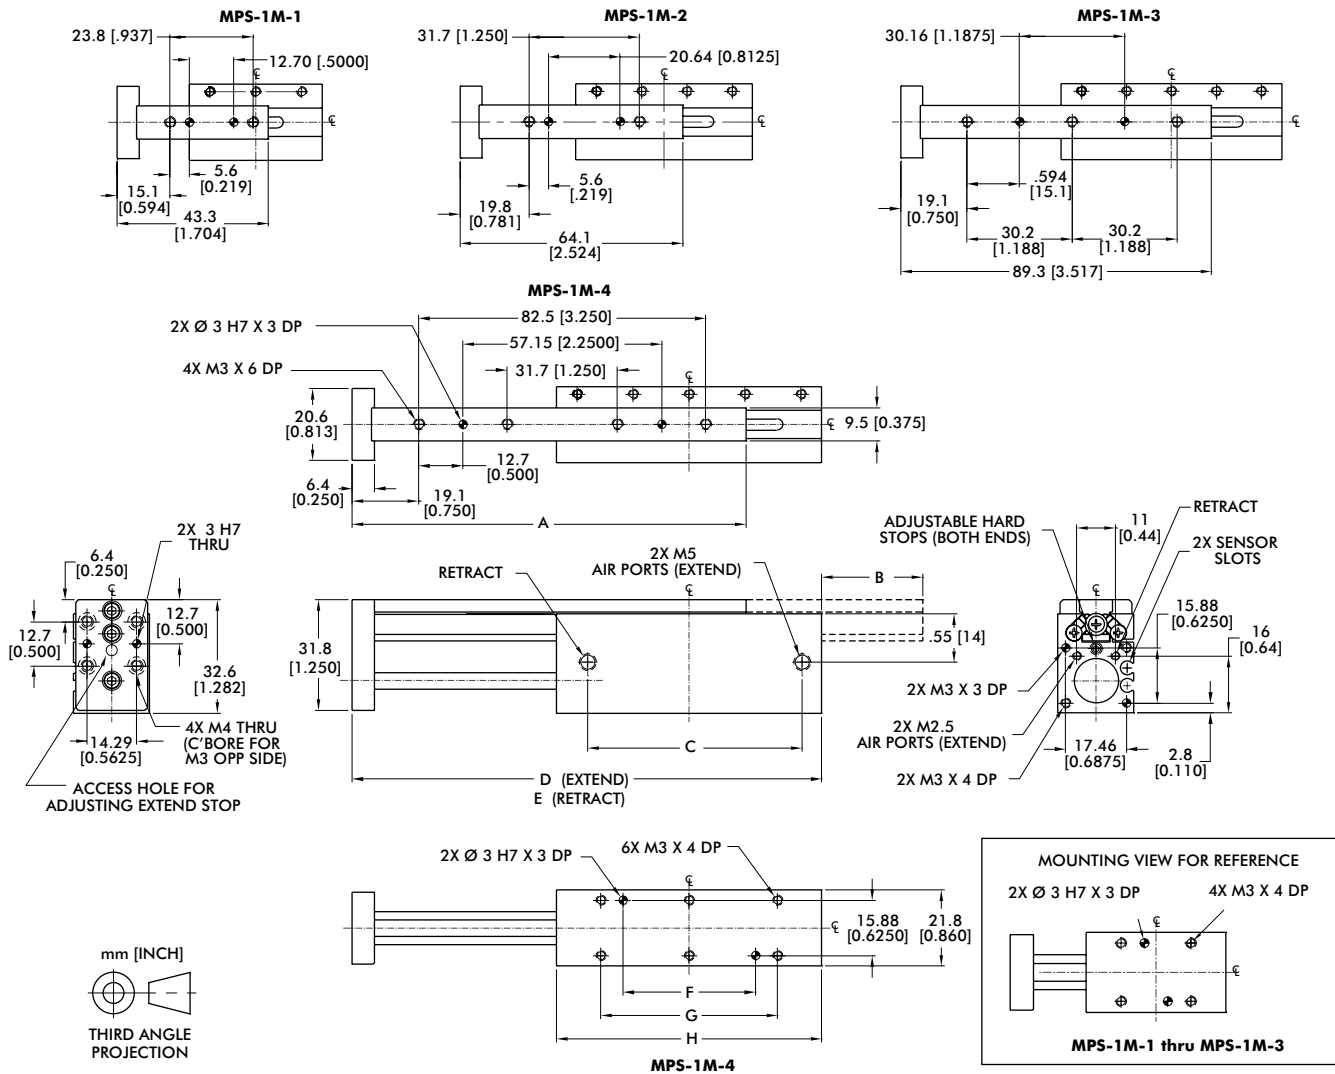 MPS-1M-1
23.8 [.937]
12.70 [.5000]
℄
℄
5.6
[0.219]
15.1
[0.594]
43.3
[1.704]
MPS-1M-2
31.7 [1.250]
20.64 [0.8125]
℄
℄
5.6
[.219]
19.8
[0.781]
64.1
[2.524]
MPS-1M-3
30.16 [1.1875]
℄
℄
.594
[15.1]
19.1
[0.750]
30.2
[1.188]
30.2
[1.188]
89.3 [3.517]
MPS-1M-4
82.5 [3.250]
2X Ø 3 H7 X 3 DP
57.15 [2.2500]
4X M3 X 6 DP
31.7 [1.250]
℄
20.6
[0.813]
9.5 [0.375]
℄
12.7
[0.500]
6.4
[0.250]
19.1
[0.750]
A
2X 3 H7
THRU
6.4
[0.250]
℄
12.7
[0.500]
12.7
[0.500]
32.6
[1.282]
14.29
[0.5625]
4X M4 THRU
(C'BORE FOR
M3 OPP SIDE)
ACCESS HOLE FOR
ADJUSTING EXTEND STOP
RETRACT
2X M5
AIR PORTS (EXTEND)
℄
B
31.8
[1.250]
.55 [14]
C
D (EXTEND)
E (RETRACT)
ADJUSTABLE HARD
STOPS (BOTH ENDS)
11
[0.44]
RETRACT
2X SENSOR
SLOTS
℄
15.88
[0.6250]
16
[0.64]
2X M3 X 3 DP
2X M2.5
AIR PORTS (EXTEND)
2X M3 X 4 DP
17.46
[0.6875]
2.8
[0.110]
2X Ø 3 H7 X 3 DP
6X M3 X 4 DP
℄
15.88
[0.6250]
21.8
[0.860]
℄
F
G
H
MPS-1M-4
mm [INCH]
THIRD ANGLE
PROJECTION
MOUNTING VIEW FOR REFERENCE
2X Ø 3 H7 X 3 DP
4X M3 X 4 DP
℄
℄
MPS-1M-1 thru MPS-1M-3